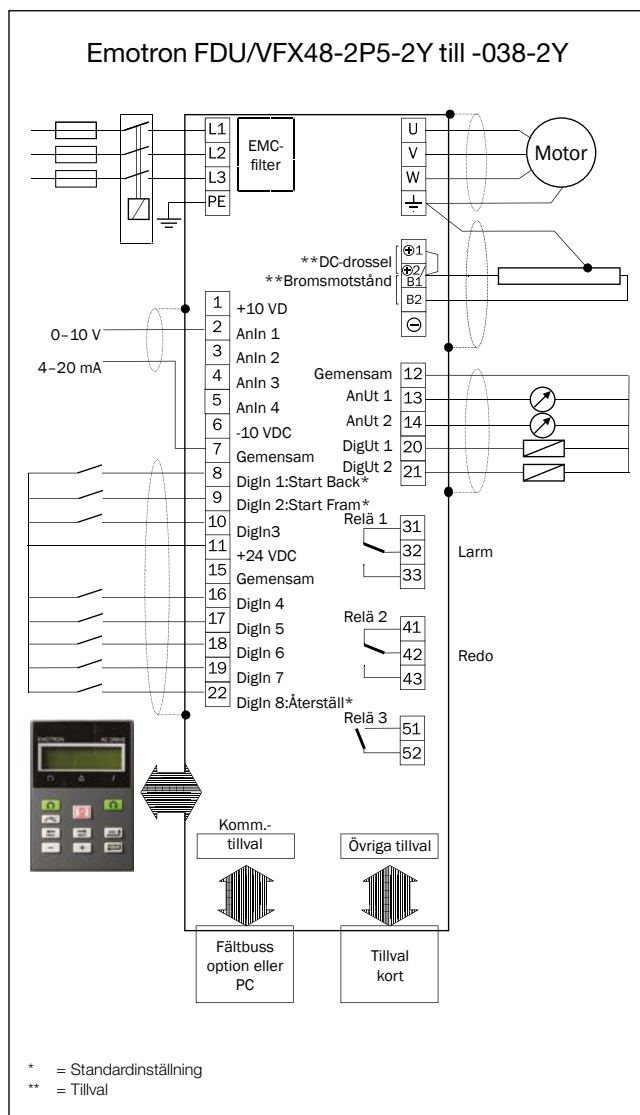 Emotron FDU/VFX48-2P5-2Y till -038-2Y
L1
L2
L3
PE
EMC-
filter
U
V
W
Motor
1
2/
B1
B2
**DC-drossel
**Bromsmotstånd
0–10 V
4–20 mA
1 +10 VD
2 AnIn 1
3 AnIn 2
4 AnIn 3
5 AnIn 4
6 -10 VDC
7 Gemensam
8 DigIn 1:Start Back*
9 DigIn 2:Start Fram*
10 DigIn3
11 +24 VDC
15 Gemensam
16 DigIn 4
17 DigIn 5
18 DigIn 6
19 DigIn 7
22 DigIn 8:Återställ*
Gemensam 12
AnUt 1 13
AnUt 2 14
DigUt 1 20
DigUt 2 21
Relä 1
31
32
33
Larm
Relä 2
41
42
43
Redo
Relä 3
51
52
EMOTRON AC DRIVE
Komm.-
tillval
Övriga tillval
Fältbuss
option eller
PC
Tillval
kort
* = Standardinställning
** = Tillval